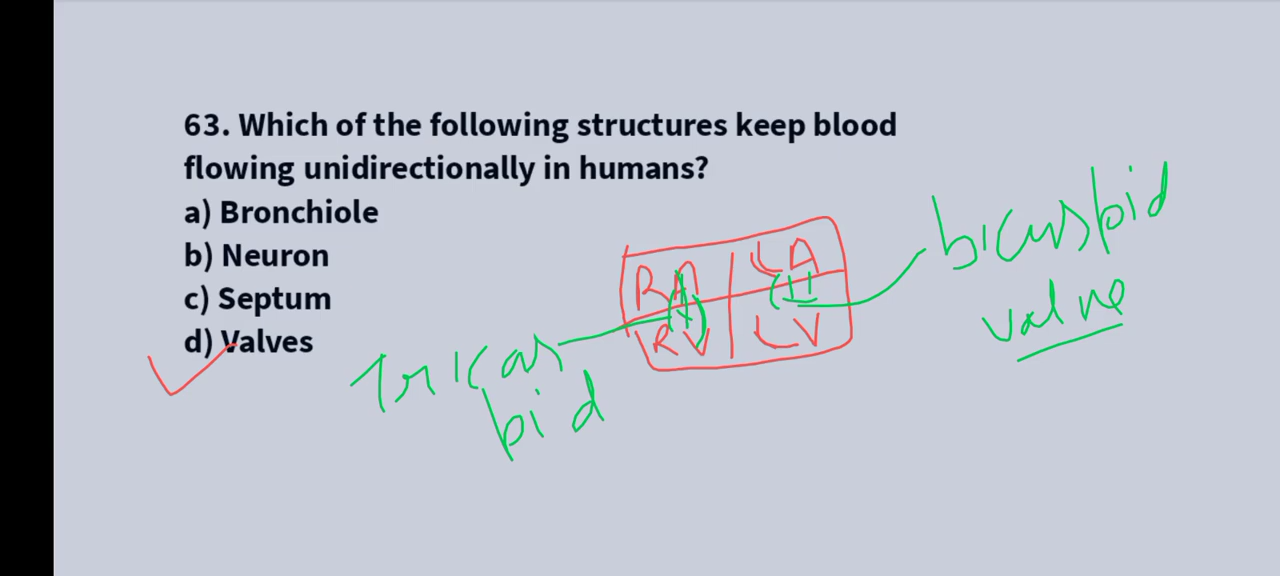 63. Which of the following structures keep blood
flowing unidirectionally in humans?
a) Bronchiole
b) Neuron
c) Septum
d) Valves
RA
LA
RV
LV
bicuspid
valve
Tricus
pid